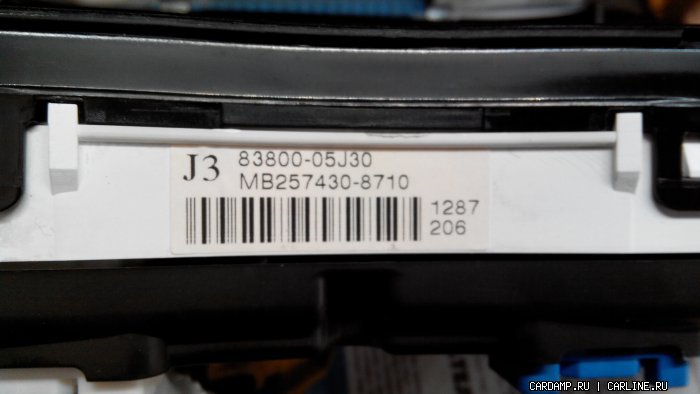 J3 83800-05J30
MB257430-8710
1287
206
CARDAMP.RU | CARLINE.RU